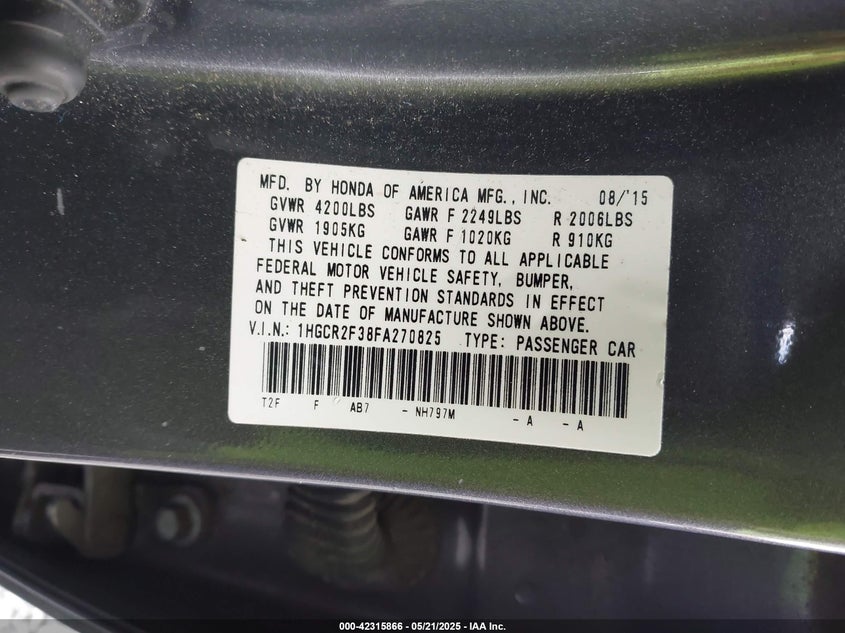 MFD. BY HONDA OF AMERICA MFG., INC. 08/'15
GVWR 4200LBS GAWR F 2249LBS R 2006LBS
GVWR 1905KG GAWR F 1020KG R 910KG
THIS VEHICLE CONFORMS TO ALL APPLICABLE
FEDERAL MOTOR VEHICLE SAFETY, BUMPER,
AND THEFT PREVENTION STANDARDS IN EFFECT
ON THE DATE OF MANUFACTURE SHOWN ABOVE.
V.I.N.: 1HGCR2F38FA270825 TYPE: PASSENGER CAR
T2F F AB7 - NH797M - A - A
000-42315866 - 05/21/2025 - IAA Inc.